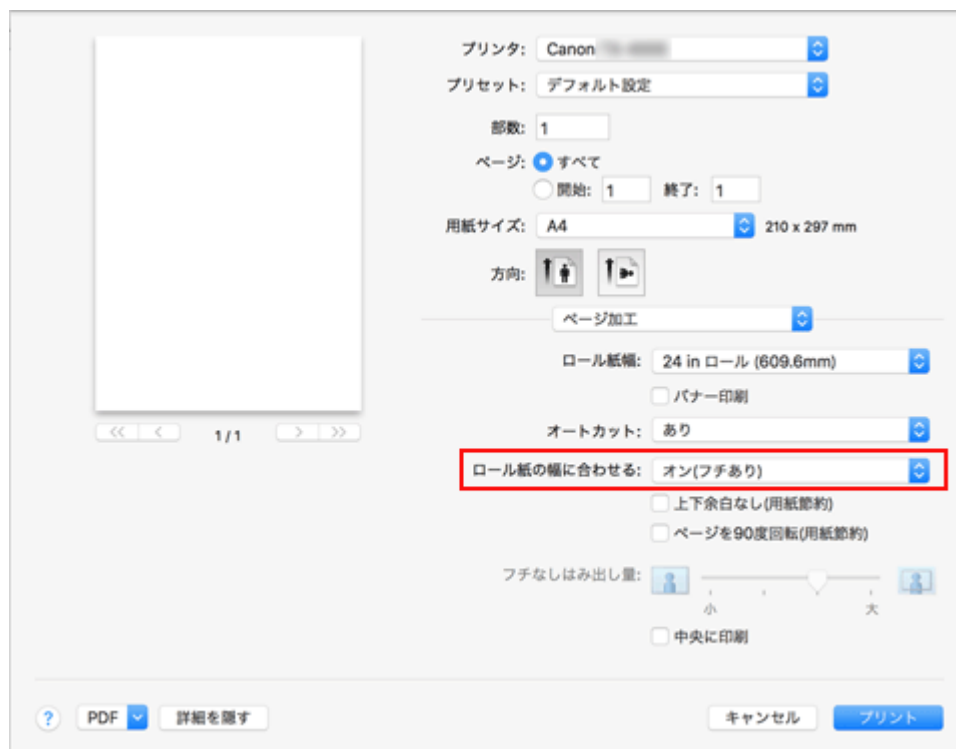 プリンタ: Canon
プリセット: デフォルト設定
部数: 1
ページ: すべて
開始: 1 終了: 1
用紙サイズ: A4 210 x 297 mm
方向:
ページ加工
ロール紙幅: 24 in ロール (609.6mm)
バナー印刷
<< < 1 / 1 > >>
オートカット: あり
ロール紙の幅に合わせる: オン(フチあり)
上下余白なし(用紙節約)
ページを90度回転(用紙節約)
フチなしはみ出し量:
小 大
中央に印刷
? PDF 詳細を隠す キャンセル プリント